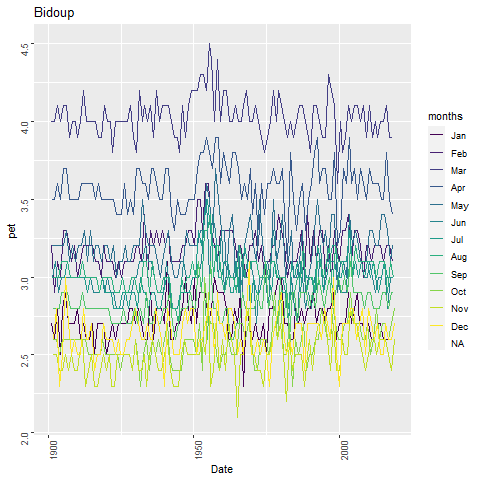 Bidoup
4.5
4.0
3.5
3.0
2.5
2.0
pet
1900
1950
2000
Date
months
Jan
Feb
Mar
Apr
May
Jun
Jul
Aug
Sep
Oct
Nov
Dec
NA